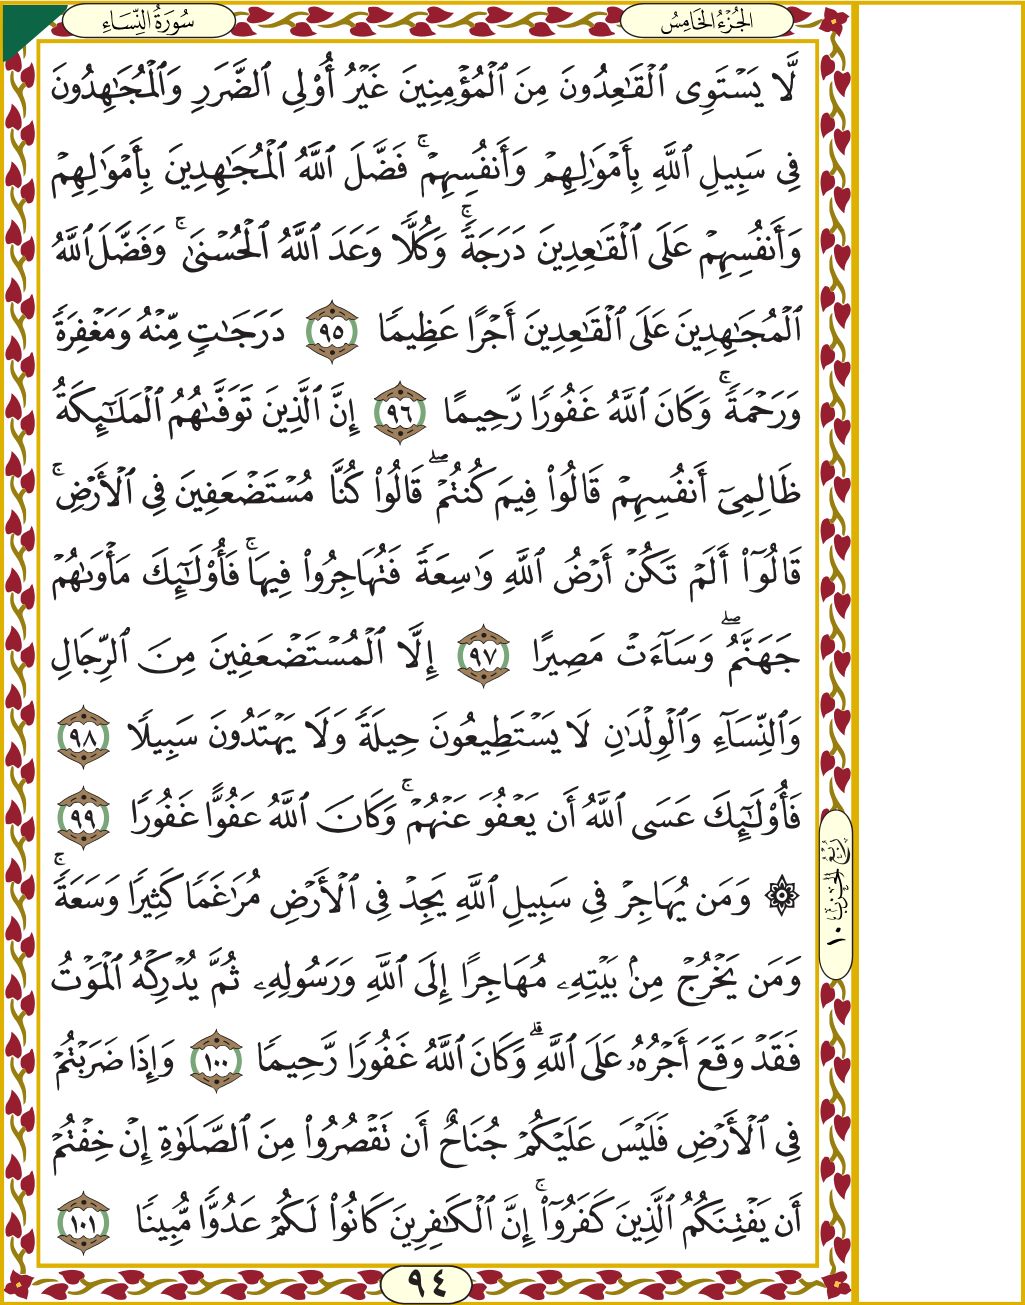 الجُزْءُ الخَامِسُ
سُورَةُ النِّسَاءِ
لَّا يَسْتَوِى ٱلْقَٰعِدُونَ مِنَ ٱلْمُؤْمِنِينَ غَيْرُ أُو۟لِى ٱلضَّرَرِ وَٱلْمُجَٰهِدُونَ
فِى سَبِيلِ ٱللَّهِ بِأَمْوَٰلِهِمْ وَأَنفُسِهِمْ ۚ فَضَّلَ ٱللَّهُ ٱلْمُجَٰهِدِينَ بِأَمْوَٰلِهِمْ
وَأَنفُسِهِمْ عَلَى ٱلْقَٰعِدِينَ دَرَجَةً ۚ وَكُلًّا وَعَدَ ٱللَّهُ ٱلْحُسْنَىٰ ۚ وَفَضَّلَ ٱللَّهُ
ٱلْمُجَٰهِدِينَ عَلَى ٱلْقَٰعِدِينَ أَجْرًا عَظِيمًا ٩٥ دَرَجَٰتٍ مِّنْهُ وَمَغْفِرَةً
وَرَحْمَةً ۚ وَكَانَ ٱللَّهُ غَفُورًا رَّحِيمًا ٩٦ إِنَّ ٱلَّذِينَ تَوَفَّىٰهُمُ ٱلْمَلَٰٓئِكَةُ
ظَالِمِىٓ أَنفُسِهِمْ قَالُوا۟ فِيمَ كُنتُمْ ۖ قَالُوا۟ كُنَّا مُسْتَضْعَفِينَ فِى ٱلْأَرْضِ ۚ
قَالُوٓا۟ أَلَمْ تَكُنْ أَرْضُ ٱللَّهِ وَٰسِعَةً فَتُهَاجِرُوا۟ فِيهَا ۚ فَأُو۟لَٰٓئِكَ مَأْوَىٰهُمْ
جَهَنَّمُ ۖ وَسَآءَتْ مَصِيرًا ٩٧ إِلَّا ٱلْمُسْتَضْعَفِينَ مِنَ ٱلرِّجَالِ
وَٱلنِّسَآءِ وَٱلْوِلْدَٰنِ لَا يَسْتَطِيعُونَ حِيلَةً وَلَا يَهْتَدُونَ سَبِيلًا ٩٨
فَأُو۟لَٰٓئِكَ عَسَى ٱللَّهُ أَن يَعْفُوَ عَنْهُمْ ۚ وَكَانَ ٱللَّهُ عَفُوًّا غَفُورًا ٩٩
۞ وَمَن يُهَاجِرْ فِى سَبِيلِ ٱللَّهِ يَجِدْ فِى ٱلْأَرْضِ مُرَٰغَمًا كَثِيرًا وَسَعَةً ۚ
وَمَن يَخْرُجْ مِنۢ بَيْتِهِۦ مُهَاجِرًا إِلَى ٱللَّهِ وَرَسُولِهِۦ ثُمَّ يُدْرِكْهُ ٱلْمَوْتُ
فَقَدْ وَقَعَ أَجْرُهُۥ عَلَى ٱللَّهِ ۗ وَكَانَ ٱللَّهُ غَفُورًا رَّحِيمًا ١٠٠ وَإِذَا ضَرَبْتُمْ
فِى ٱلْأَرْضِ فَلَيْسَ عَلَيْكُمْ جُنَاحٌ أَن تَقْصُرُوا۟ مِنَ ٱلصَّلَوٰةِ إِنْ خِفْتُمْ
أَن يَفْتِنَكُمُ ٱلَّذِينَ كَفَرُوٓا۟ ۚ إِنَّ ٱلْكَٰفِرِينَ كَانُوا۟ لَكُمْ عَدُوًّا مُّبِينًا ١٠١
رُبْعُ الحِزْبِ ١٠
٩٤